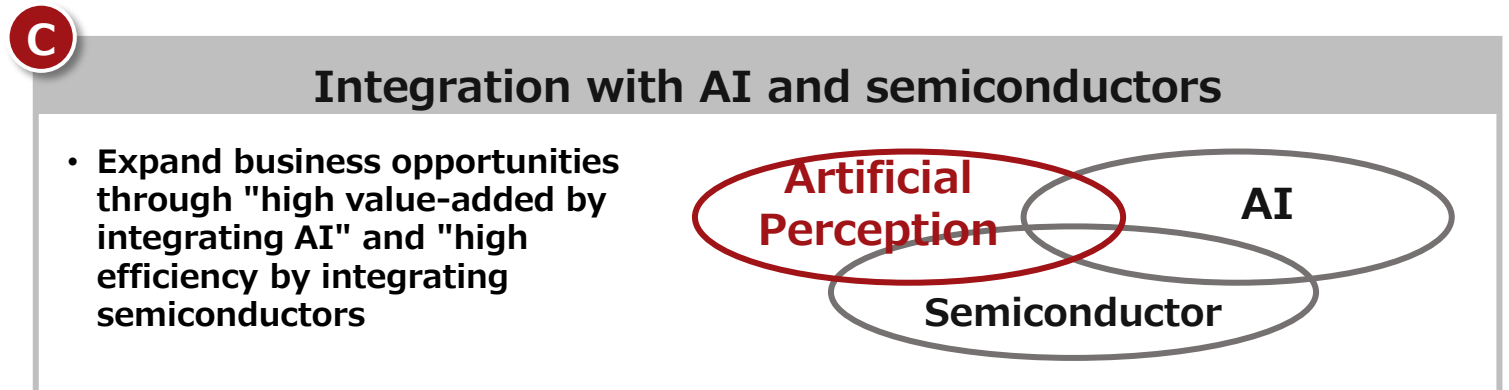 C
Integration with AI and semiconductors
• Expand business opportunities
through "high value-added by
integrating AI" and "high
efficiency by integrating
semiconductors
Artificial
Perception
AI
Semiconductor